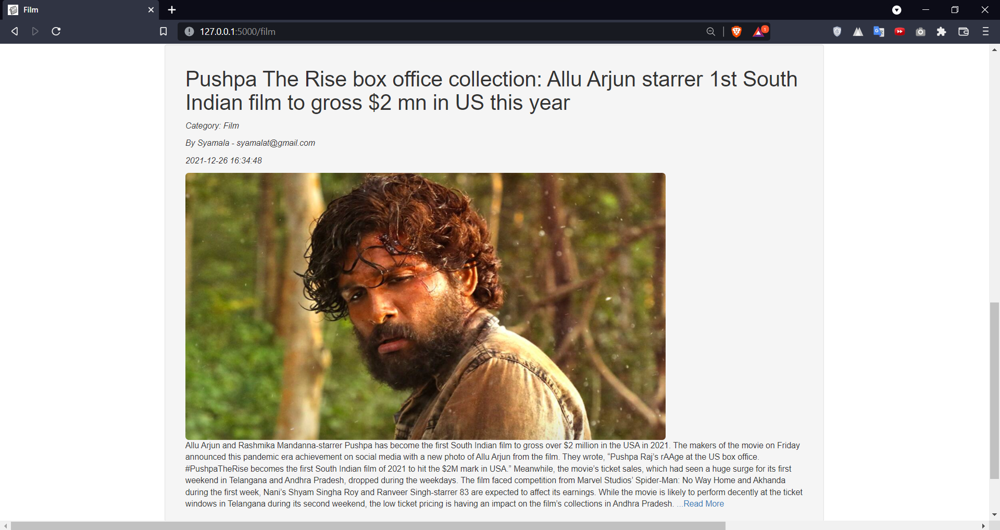 Film
127.0.0.1:5000/film
1
Pushpa The Rise box office collection: Allu Arjun starrer 1st South
Indian film to gross $2 mn in US this year
Category: Film
By Syamala - syamalat@gmail.com
2021-12-26 16:34:48
Allu Arjun and Rashmika Mandanna-starrer Pushpa has become the first South Indian film to gross over $2 million in the USA in 2021. The makers of the movie on Friday
announced this pandemic era achievement on social media with a new photo of Allu Arjun from the film. They wrote, “Pushpa Raj’s rAAge at the US box office.
#PushpaTheRise becomes the first South Indian film of 2021 to hit the $2M mark in USA.” Meanwhile, the movie’s ticket sales, which had seen a huge surge for its first
weekend in Telangana and Andhra Pradesh, dropped during the weekdays. The film faced competition from Marvel Studios’ Spider-Man: No Way Home and Akhanda
during the first week, Nani’s Shyam Singha Roy and Ranveer Singh-starrer 83 are expected to affect its earnings. While the movie is likely to perform decently at the ticket
windows in Telangana during its second weekend, the low ticket pricing is having an impact on the film’s collections in Andhra Pradesh. ...Read More